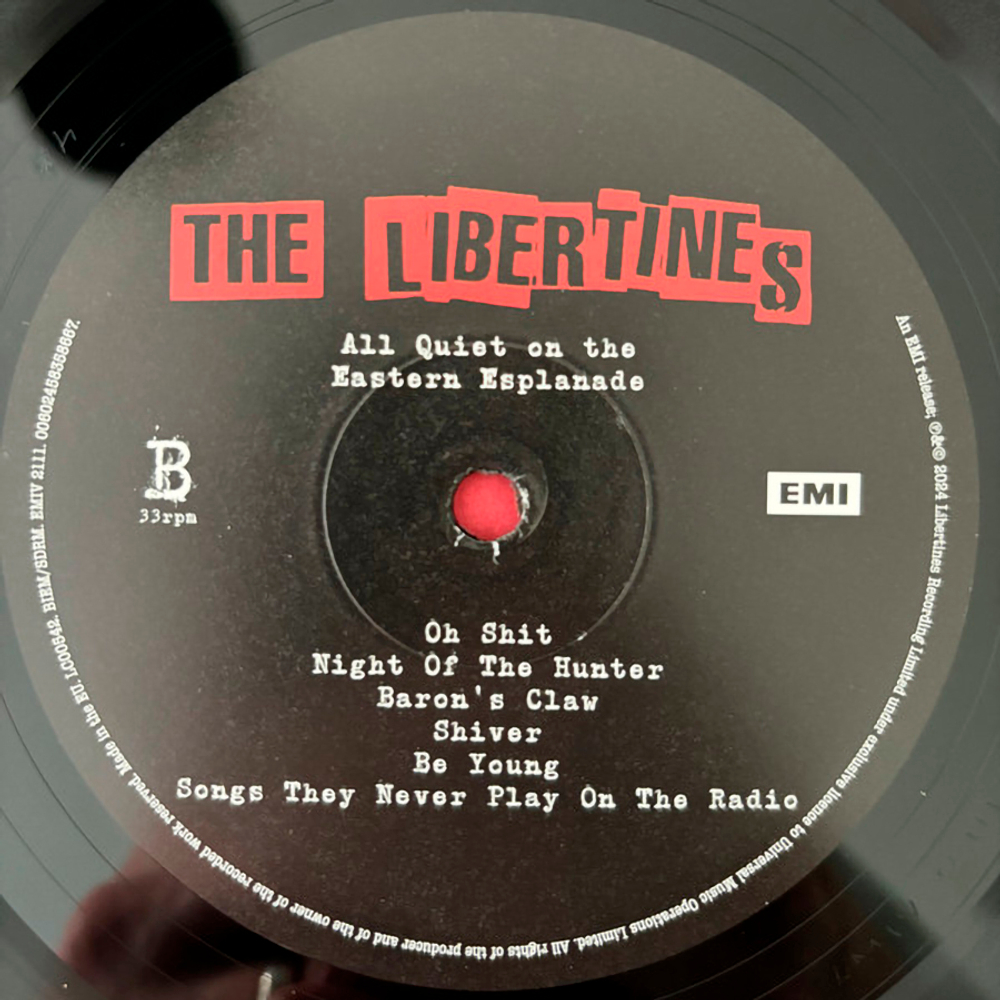 THE LIBERTINES
All Quiet on the
Eastern Esplanade
B
33rpm
EMI
Oh Shit
Night Of The Hunter
Baron's Claw
Shiver
Be Young
Songs They Never Play On The Radio
An EMI release; ℗&© 2024 Libertines Recording Limited under exclusive licence to Universal Music Operations Limited. All rights of the producer and of the owner of the recorded work reserved. Made in the EU. LC00542. BIEM/SDRM. EMIV 2111. 00602458358667.